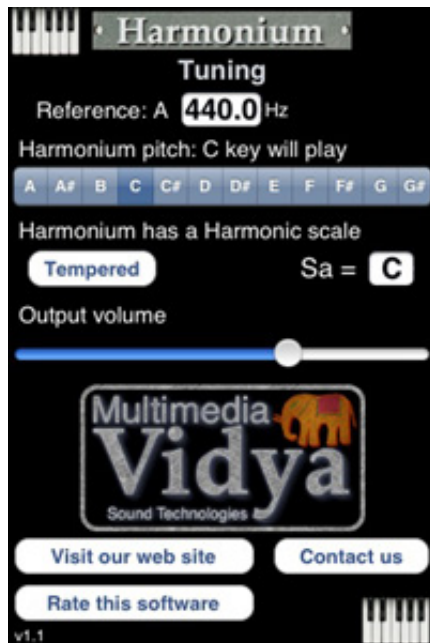 Harmonium
Tuning
Reference: A 440.0 Hz
Harmonium pitch: C key will play
A A# B C C# D D# E F F# G G#
Harmonium has a Harmonic scale
Tempered Sa = C
Output volume
Multimedia
Vidya
Sound Technologies
Visit our web site Contact us
Rate this software
v1.1